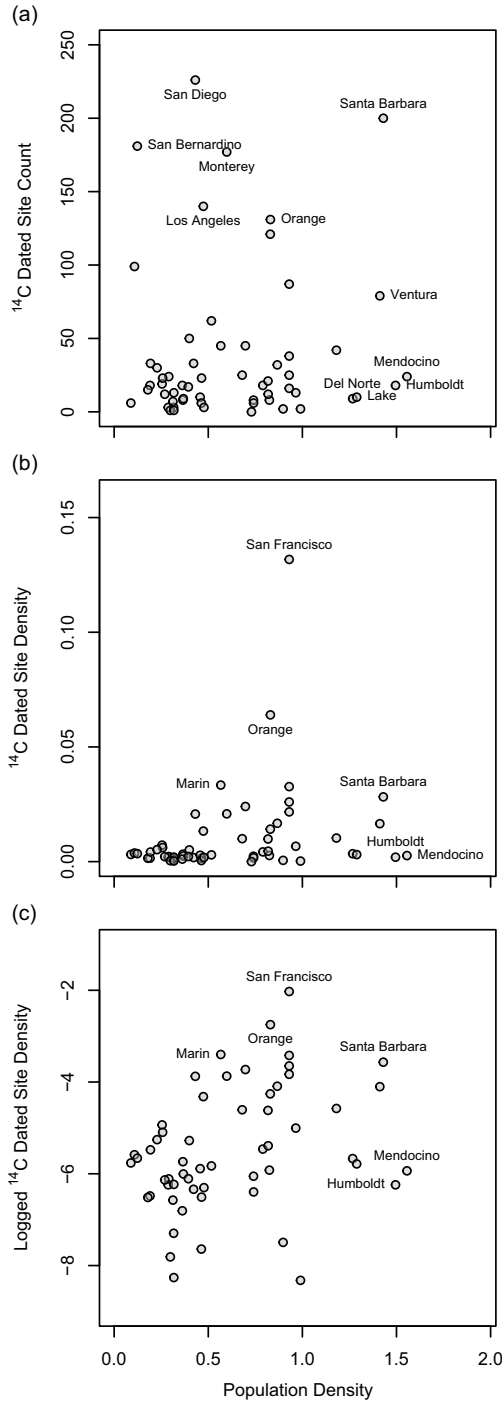 (a)
250
200
150
100
50
0
¹⁴C Dated Site Count
San Diego
Santa Barbara
San Bernardino
Monterey
Los Angeles
Orange
Ventura
Mendocino
Del Norte
Humboldt
Lake
(b)
0.15
0.10
0.05
0.00
¹⁴C Dated Site Density
San Francisco
Orange
Marin
Santa Barbara
Humboldt
Mendocino
(c)
−2
−4
−6
−8
Logged ¹⁴C Dated Site Density
San Francisco
Orange
Marin
Santa Barbara
Mendocino
Humboldt
0.0 0.5 1.0 1.5 2.0
Population Density